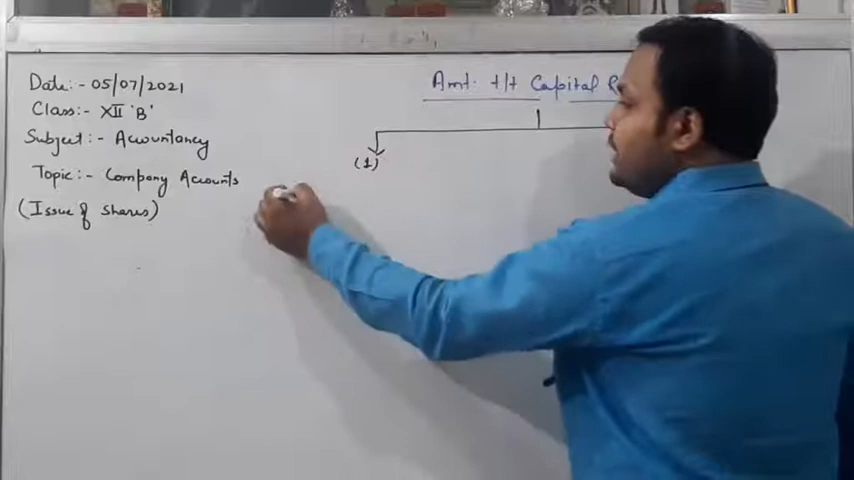 Date:- 05/07/2021
Class:- XII 'B'
Subject:- Accountancy
Topic:- Company Accounts
(Issue of shares)
Amt. t/t Capital
(1)